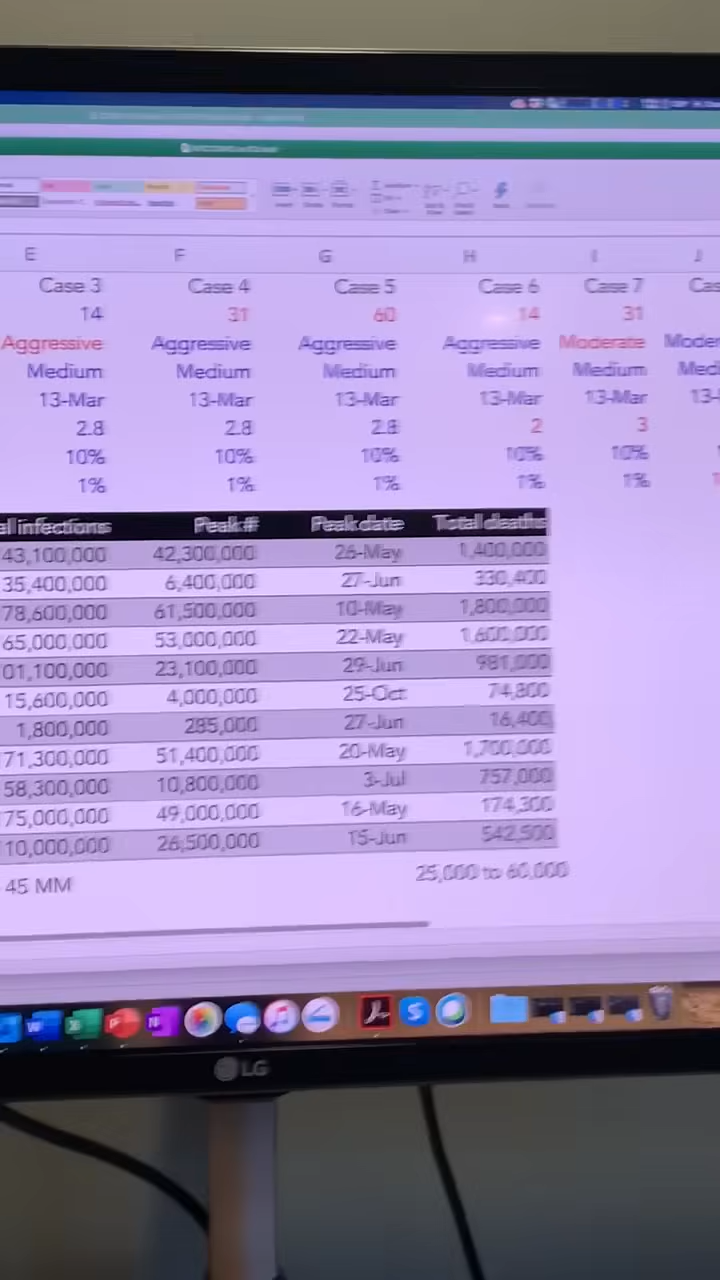 E F G H I J
Case 3 Case 4 Case 5 Case 6 Case 7 Cas
14 31 60 14 31
Aggressive Aggressive Aggressive Aggressive Moderate Moder
Medium Medium Medium Medium Medium Med
13-Mar 13-Mar 13-Mar 13-Mar 13-Mar 13-
2.8 2.8 2.8 2 3
10% 10% 10% 10% 10%
1% 1% 1% 1% 1% 1
al infections Peak # Peak date Total deaths
43,100,000 42,300,000 26-May 1,400,000
35,400,000 6,400,000 27-Jun 330,400
78,600,000 61,500,000 10-May 1,800,000
65,000,000 53,000,000 22-May 1,600,000
01,100,000 23,100,000 29-Jun 981,000
15,600,000 4,000,000 25-Oct 74,800
1,800,000 285,000 27-Jun 16,400
71,300,000 51,400,000 20-May 1,700,000
58,300,000 10,800,000 3-Jul 757,000
75,000,000 49,000,000 16-May 174,300
10,000,000 26,500,000 15-Jun 542,500
45 MM 25,000 to 60,000
LG